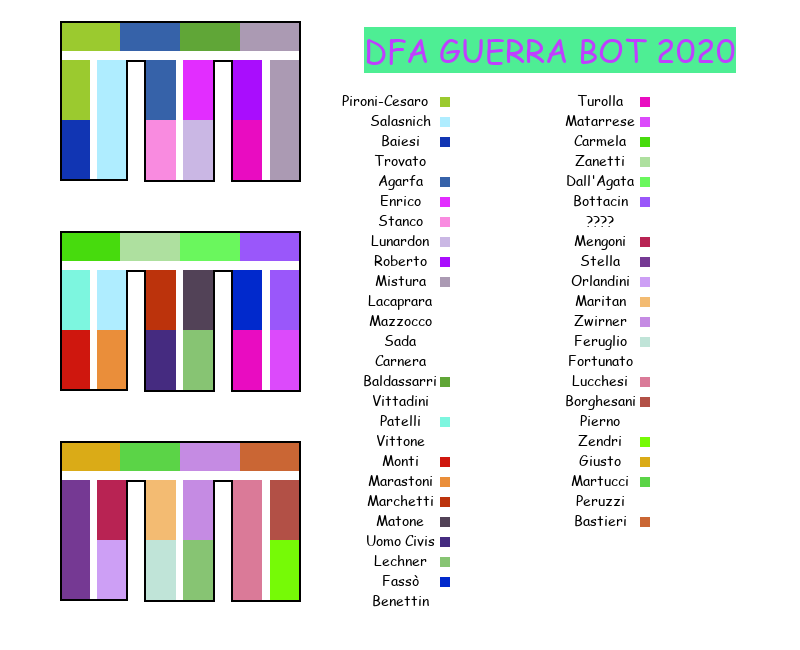 DFA GUERRA BOT 2020
Pironi-Cesaro
Salasnich
Baiesi
Trovato
Agarfa
Enrico
Stanco
Lunardon
Roberto
Mistura
Lacaprara
Mazzocco
Sada
Carnera
Baldassarri
Vittadini
Patelli
Vittone
Monti
Marastoni
Marchetti
Matone
Uomo Civis
Lechner
Fassò
Benettin
Turolla
Matarrese
Carmela
Zanetti
Dall'Agata
Bottacin
????
Mengoni
Stella
Orlandini
Maritan
Zwirner
Feruglio
Fortunato
Lucchesi
Borghesani
Pierno
Zendri
Giusto
Martucci
Peruzzi
Bastieri